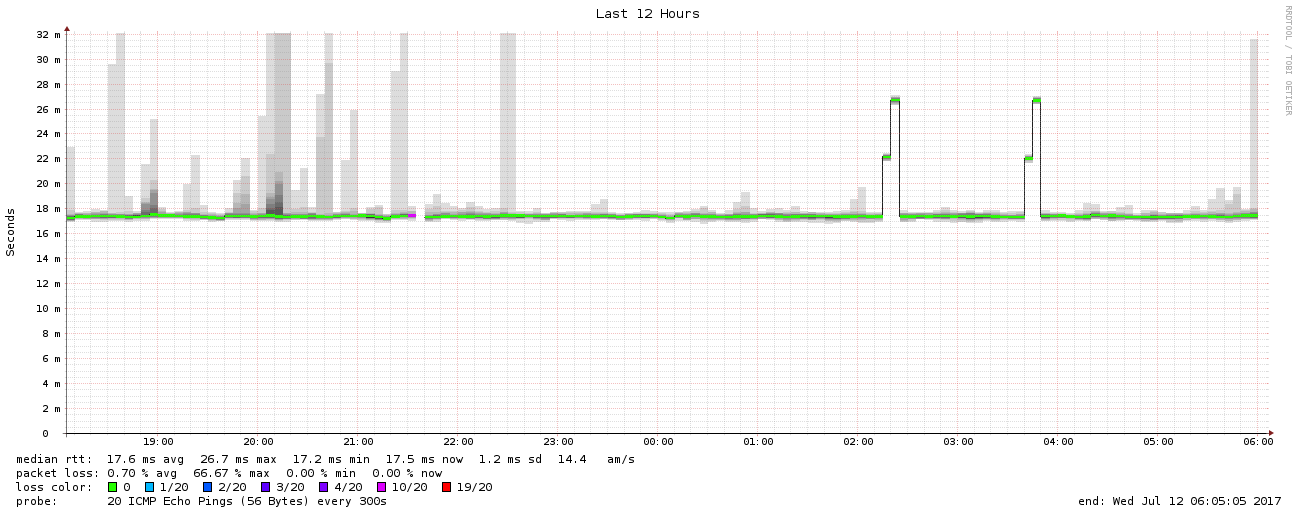 Last 12 Hours
RRDTOOL / TOBI OETIKER
Seconds
32 m
30 m
28 m
26 m
24 m
22 m
20 m
18 m
16 m
14 m
12 m
10 m
8 m
6 m
4 m
2 m
0
19:00 20:00 21:00 22:00 23:00 00:00 01:00 02:00 03:00 04:00 05:00 06:00
median rtt: 17.6 ms avg 26.7 ms max 17.2 ms min 17.5 ms now 1.2 ms sd 14.4 am/s
packet loss: 0.70 % avg 66.67 % max 0.00 % min 0.00 % now
loss color: 0 1/20 2/20 3/20 4/20 10/20 19/20
probe: 20 ICMP Echo Pings (56 Bytes) every 300s end: Wed Jul 12 06:05:05 2017